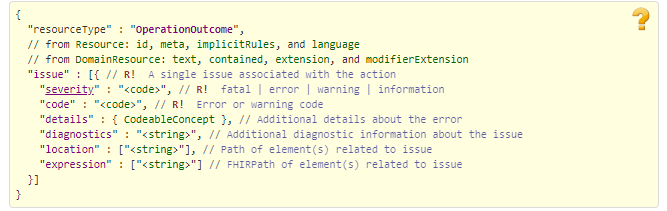 {
  "resourceType" : "OperationOutcome",
  // from Resource: id, meta, implicitRules, and language
  // from DomainResource: text, contained, extension, and modifierExtension
  "issue" : [{ // R!  A single issue associated with the action
    "severity" : "<code>", // R!  fatal | error | warning | information
    "code" : "<code>", // R!  Error or warning code
    "details" : { CodeableConcept }, // Additional details about the error
    "diagnostics" : "<string>", // Additional diagnostic information about the issue
    "location" : ["<string>"], // Path of element(s) related to issue
    "expression" : ["<string>"] // FHIRPath of element(s) related to issue
  }]
}